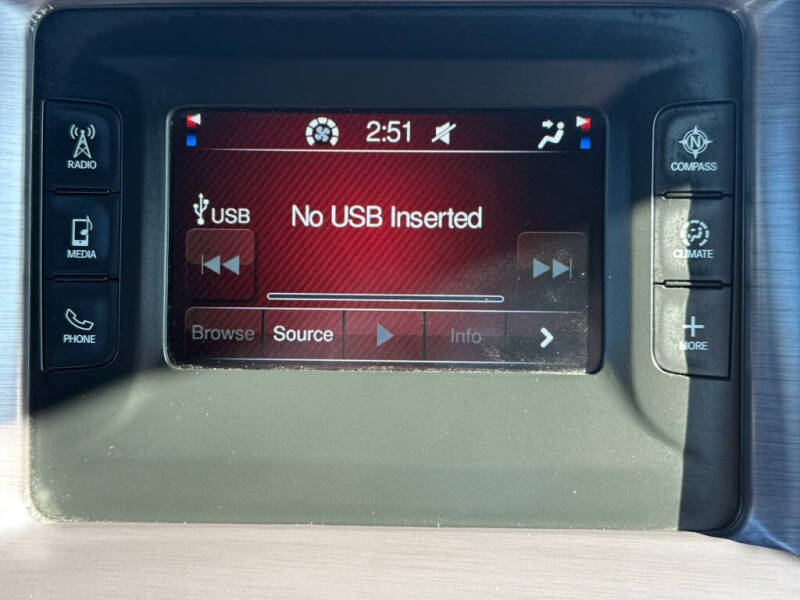 2:51
RADIO
COMPASS
N
USB
No USB Inserted
MEDIA
CLIMATE
PHONE
Browse
Source
Info
MORE